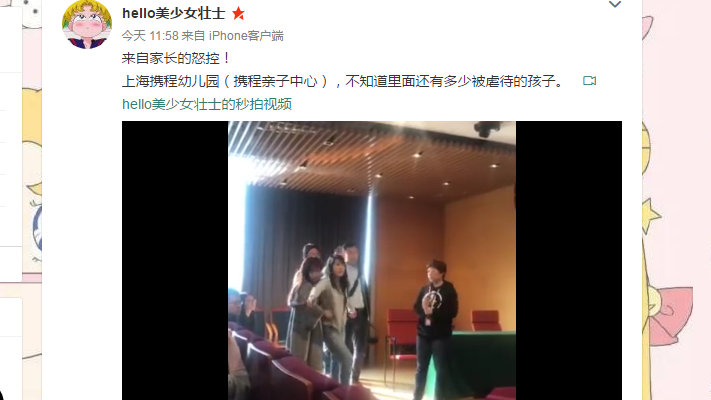 hello美少女壮士
今天 11:58 来自 iPhone客户端
来自家长的怒控！
上海携程幼儿园（携程亲子中心），不知道里面还有多少被虐待的孩子。
hello美少女壮士的秒拍视频